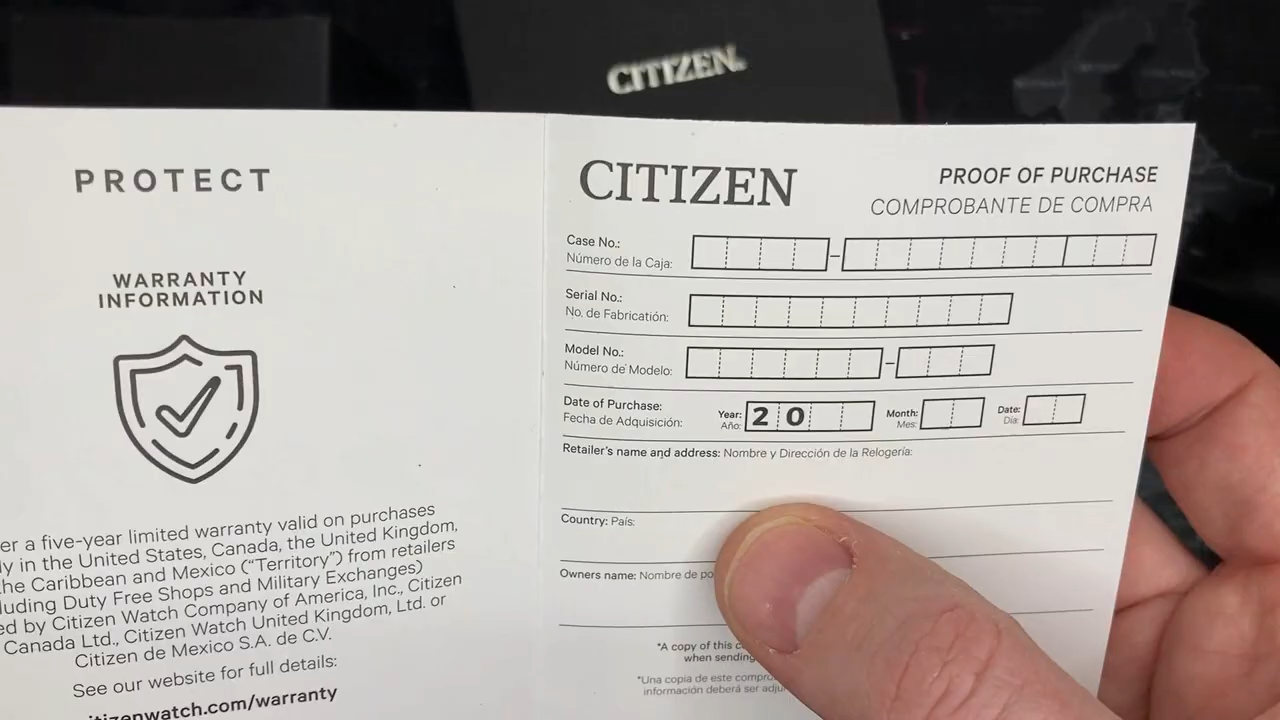 CITIZEN
PROTECT
WARRANTY
INFORMATION
a five-year limited warranty valid on purchases
in the United States, Canada, the United Kingdom,
the Caribbean and Mexico (“Territory”) from retailers
Duty Free Shops and Military Exchanges)
by Citizen Watch Company of America, Inc., Citizen
Canada Ltd., Citizen Watch United Kingdom, Ltd. or
Citizen de Mexico S.A. de C.V.
See our website for full details:
CITIZEN
PROOF OF PURCHASE
COMPROBANTE DE COMPRA
Case No.:
Número de la Caja:
Serial No.:
No. de Fabricatión:
Model No.:
Número de Modelo:
Date of Purchase:
Fecha de Adquisición:
Year: 20
Año:
Month:
Mes:
Date:
Dia:
Retailer's name and address: Nombre y Dirección de la Relogería:
Country: País:
Owners name: Nombre de
*A copy of this
when sending
*Una copia de este
información deberá ser